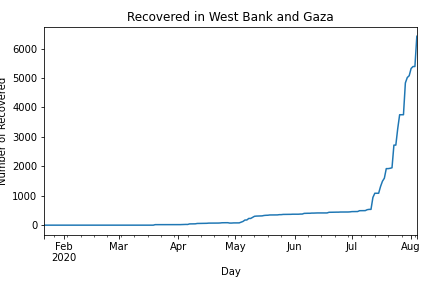 Recovered in West Bank and Gaza
Number of Recovered
6000
5000
4000
3000
2000
1000
0
Feb Mar Apr May Jun Jul Aug
2020
Day